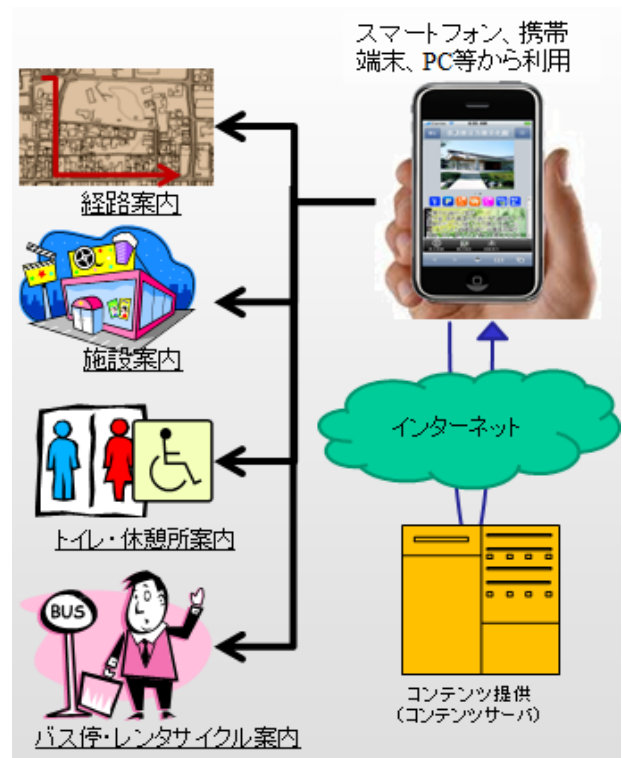 スマートフォン、携帯
端末、PC等から利用
経路案内
施設案内
インターネット
トイレ・休憩所案内
BUS
バス停・レンタサイクル案内
コンテンツ提供
(コンテンツサーバ)